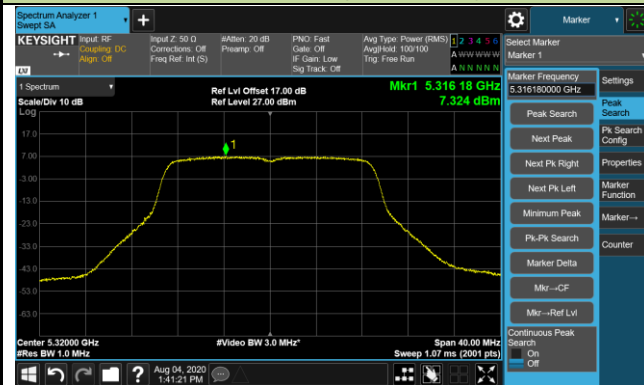 Spectrum Analyzer 1
Swept SA
+
Marker
KEYSIGHT
Input: RF
Coupling: DC
Align: Off
Input Z: 50 Ω
Corrections: Off
Freq Ref: Int (S)
#Atten: 20 dB
Preamp: Off
PNO: Fast
Gate: Off
IF Gain: Low
Sig Track: Off
Avg Type: Power (RMS)
Avg|Hold: 100/100
Trig: Free Run
1 2 3 4 5 6
A W W W W W
A N N N N N
LXI
Select Marker
Marker 1
Marker Frequency
5.316180000 GHz
Settings
1 Spectrum
Scale/Div 10 dB
Ref Lvl Offset 17.00 dB
Ref Level 27.00 dBm
Mkr1 5.316 18 GHz
7.324 dBm
Log
17.0
7.00
-3.00
-13.0
-23.0
-33.0
-43.0
-53.0
-63.0
1
Peak Search
Next Peak
Next Pk Right
Next Pk Left
Minimum Peak
Pk-Pk Search
Marker Delta
Mkr→CF
Mkr→Ref Lvl
Continuous Peak
Search
On
Off
Peak
Search
Pk Search
Config
Properties
Marker
Function
Marker→
Counter
Center 5.32000 GHz
#Res BW 1.0 MHz
#Video BW 3.0 MHz*
Span 40.00 MHz
Sweep 1.07 ms (2001 pts)
?
Aug 04, 2020
1:41:21 PM